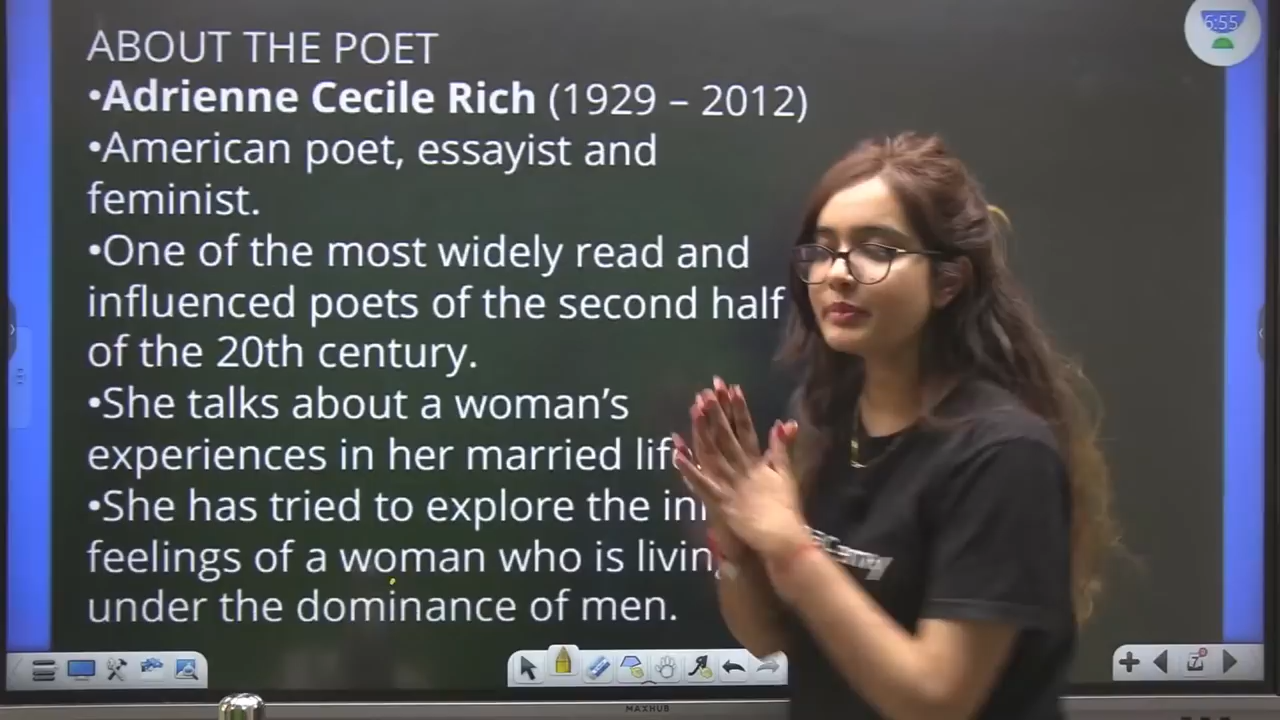 6:55
ABOUT THE POET
•Adrienne Cecile Rich (1929 – 2012)
•American poet, essayist and
feminist.
•One of the most widely read and
influenced poets of the second half
of the 20th century.
•She talks about a woman's
experiences in her married
•She has tried to explore the
feelings of a woman who is
under the dominance of men.
MAXHUB